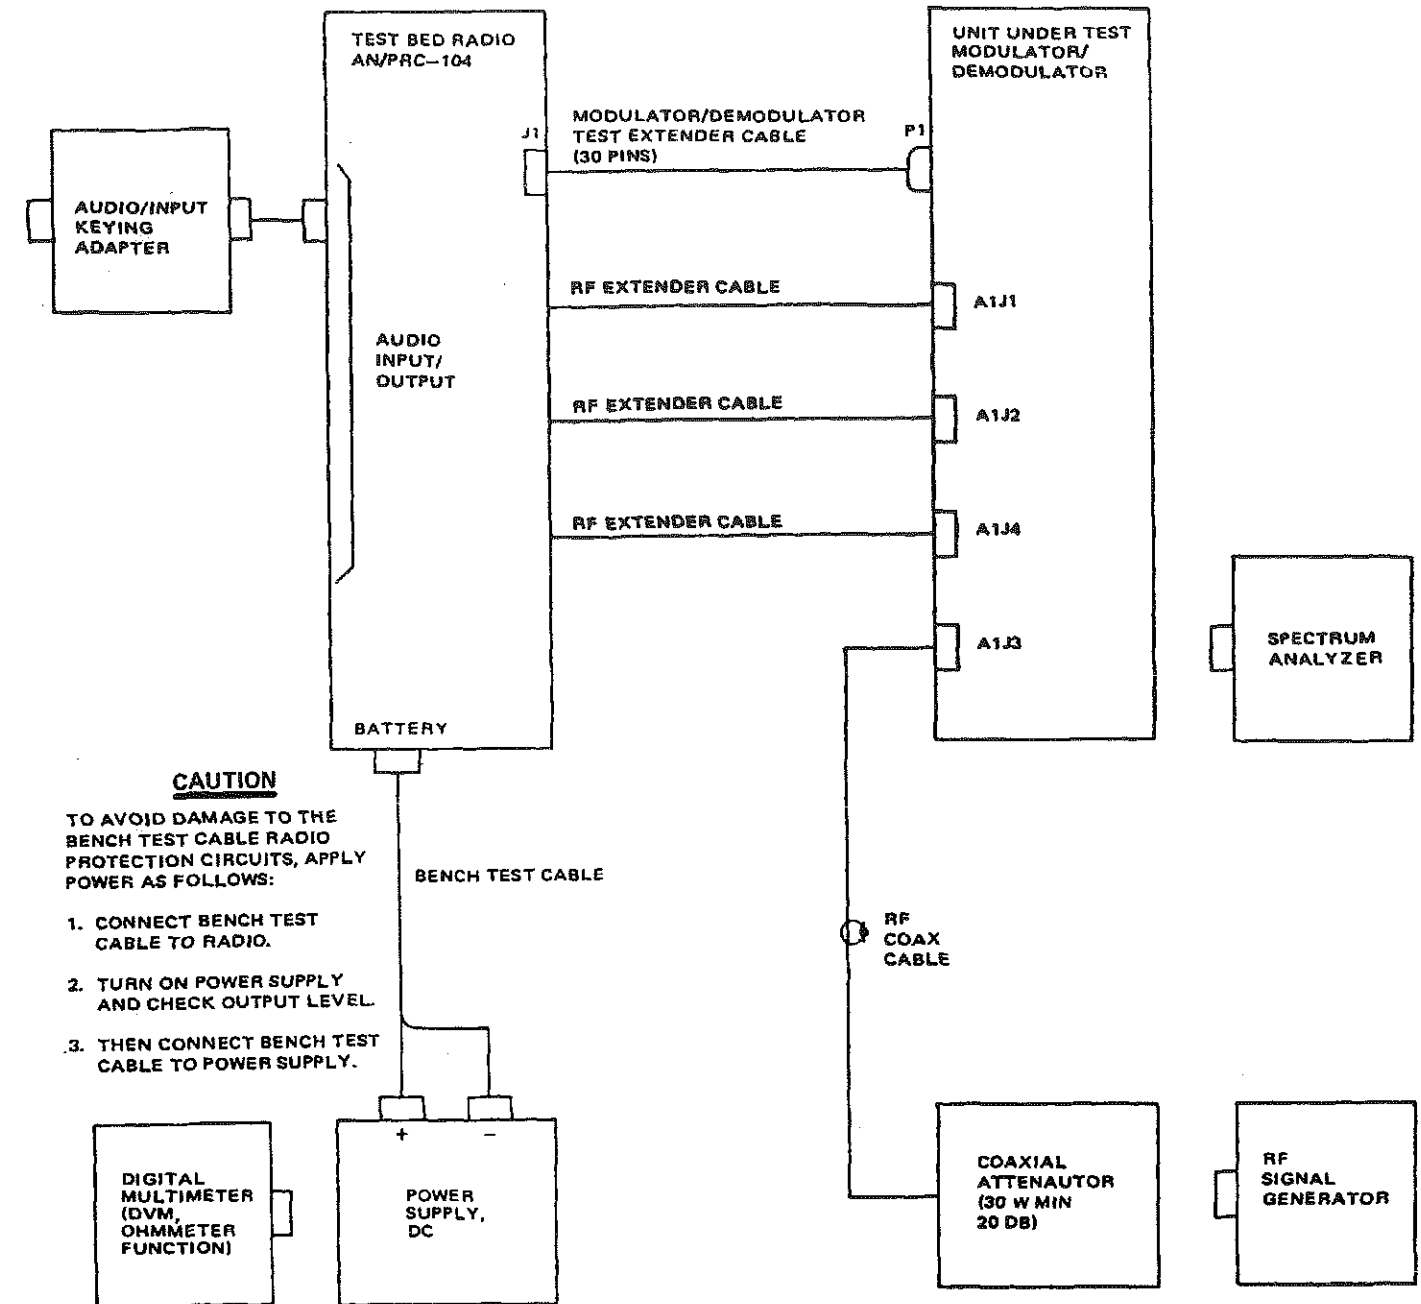 TEST BED RADIO
AN/PRC-104
UNIT UNDER TEST
MODULATOR/
DEMODULATOR
MODULATOR/DEMODULATOR
TEST EXTENDER CABLE
(30 PINS)
J1
P1
AUDIO/INPUT
KEYING
ADAPTER
RF EXTENDER CABLE
A1J1
AUDIO
INPUT/
OUTPUT
RF EXTENDER CABLE
A1J2
RF EXTENDER CABLE
A1J4
A1J3
SPECTRUM
ANALYZER
BATTERY
CAUTION
TO AVOID DAMAGE TO THE
BENCH TEST CABLE RADIO
PROTECTION CIRCUITS, APPLY
POWER AS FOLLOWS:
1. CONNECT BENCH TEST
CABLE TO RADIO.
2. TURN ON POWER SUPPLY
AND CHECK OUTPUT LEVEL.
3. THEN CONNECT BENCH TEST
CABLE TO POWER SUPPLY.
BENCH TEST CABLE
RF
COAX
CABLE
+
−
DIGITAL
MULTIMETER
(DVM,
OHMMETER
FUNCTION)
POWER
SUPPLY,
DC
COAXIAL
ATTENAUTOR
(30 W MIN
20 DB)
RF
SIGNAL
GENERATOR